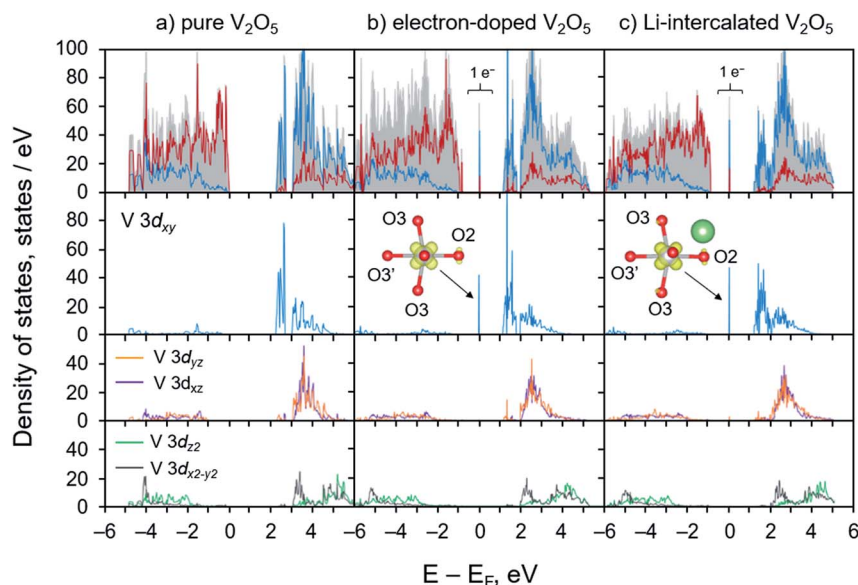 a) pure V₂O₅ b) electron-doped V₂O₅ c) Li-intercalated V₂O₅
100
80
60
40
20
0
1 e⁻
1 e⁻
V 3dxy
80
60
40
20
0
O3
O2
O3'
O3
O3
O2
O3'
O3
V 3dyz
V 3dxz
40
20
0
V 3dz2
V 3dx2-y2
40
20
0
Density of states, states / eV
−6 −4 −2 0 2 4 −6 −4 −2 0 2 4 −6 −4 −2 0 2 4 6
E − EF, eV